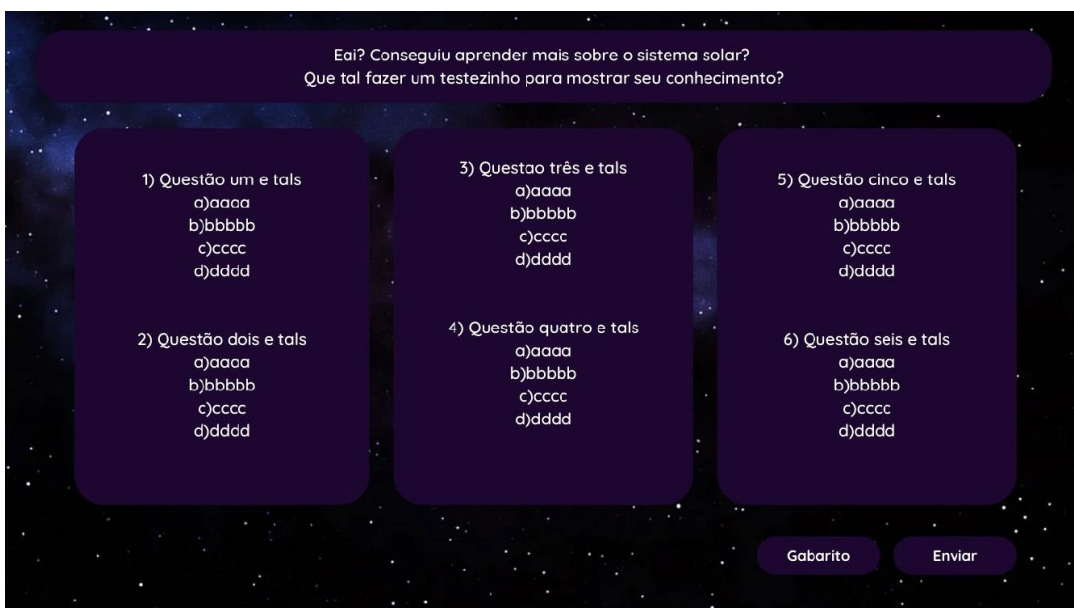 Eai? Conseguiu aprender mais sobre o sistema solar?
Que tal fazer um testezinho para mostrar seu conhecimento?
1) Questão um e tals
a)aaaa
b)bbbbb
c)cccc
d)dddd
2) Questão dois e tals
a)aaaa
b)bbbbb
c)cccc
d)dddd
3) Questao três e tals
a)aaaa
b)bbbbb
c)cccc
d)dddd
4) Questão quatro e tals
a)aaaa
b)bbbbb
c)cccc
d)dddd
5) Questão cinco e tals
a)aaaa
b)bbbbb
c)cccc
d)dddd
6) Questão seis e tals
a)aaaa
b)bbbbb
c)cccc
d)dddd
Gabarito
Enviar